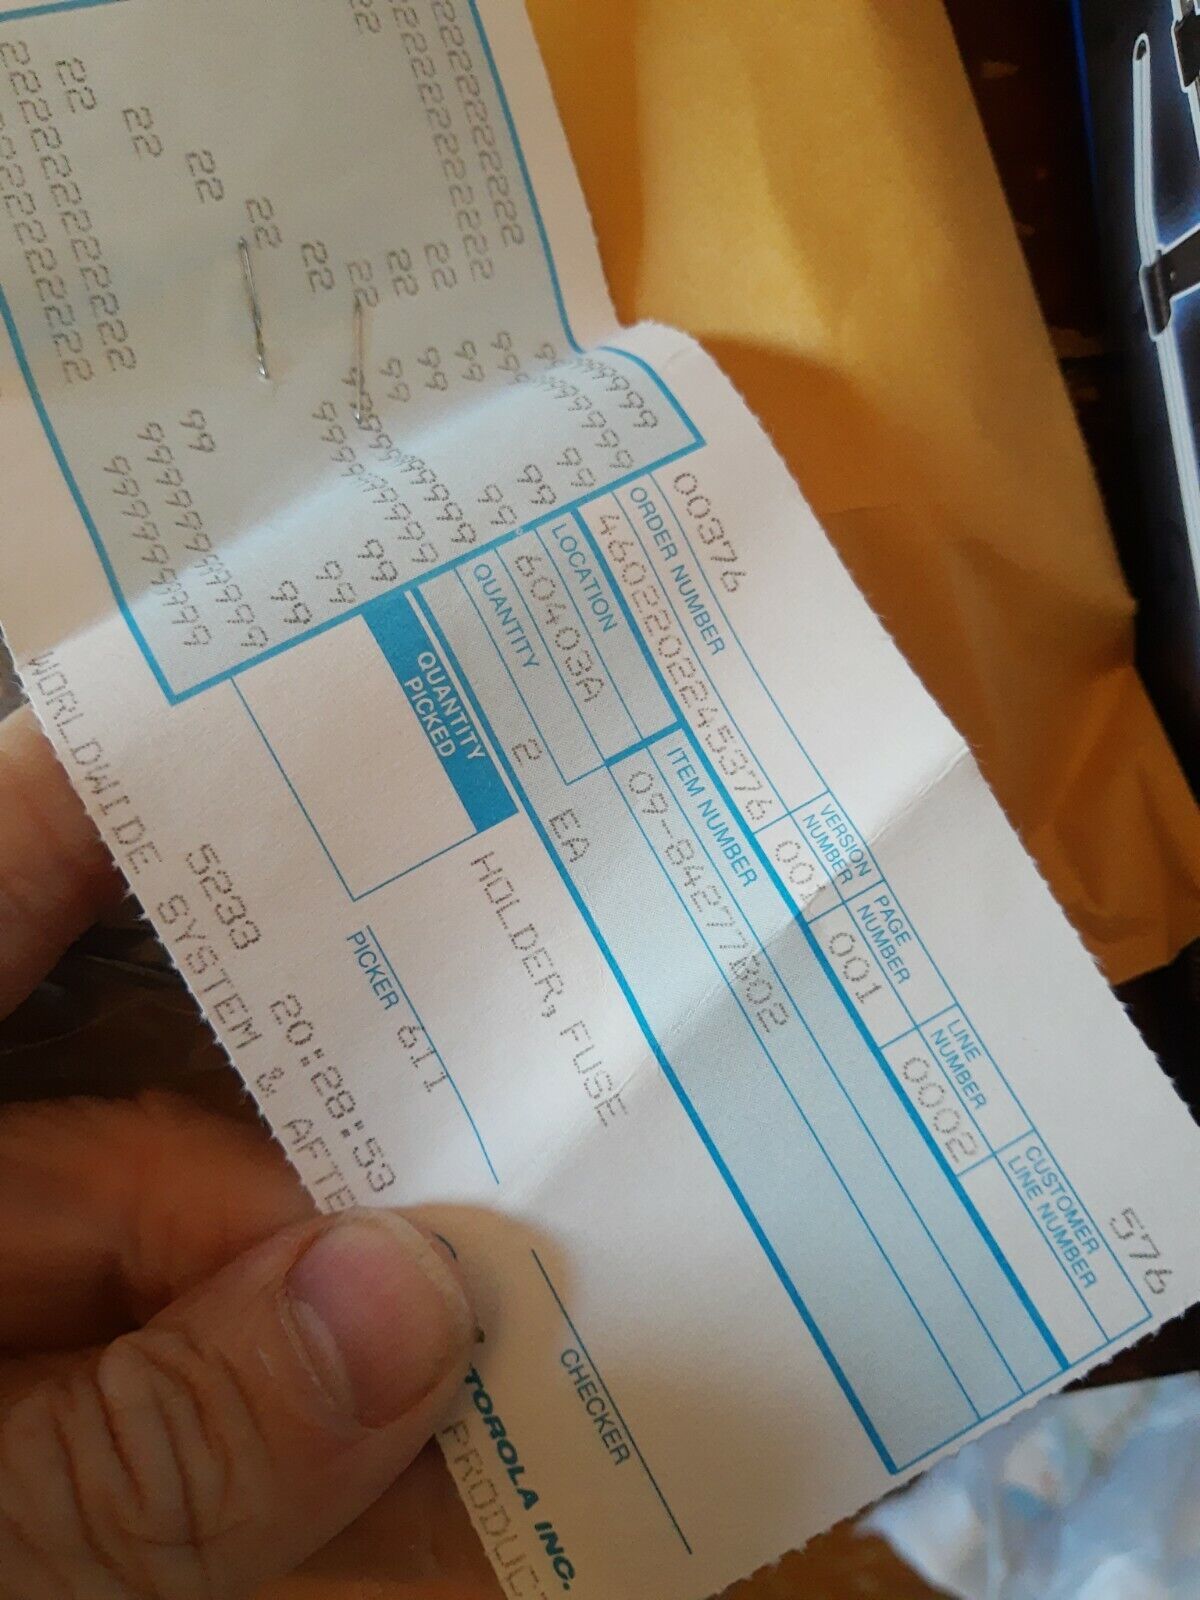 00376 576
ORDER NUMBER VERSION NUMBER PAGE NUMBER LINE NUMBER CUSTOMER LINE NUMBER
4602202245376 001 001 0002
LOCATION ITEM NUMBER
60403A 09-84277B02
QUANTITY
2 EA
QUANTITY PICKED
HOLDER, FUSE
PICKER 611 CHECKER
5233 20:28:53
TOROLA INC.
WORLDWIDE SYSTEM & AFTE PRODUC